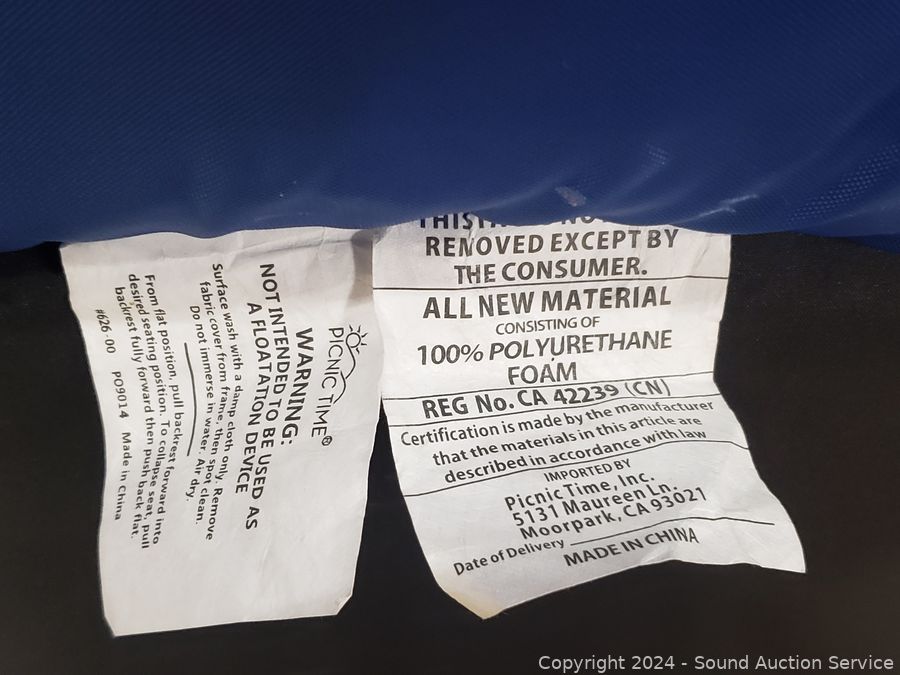 PICNIC TIME®
WARNING:
NOT INTENDED TO BE USED AS
A FLOATATION DEVICE
Surface wash with a damp cloth only. Remove
fabric cover from frame, then spot clean.
Do not immerse in water. Air dry.
From flat position, pull backrest forward into
desired seating position. To collapse seat, pull
backrest fully forward then push back flat.
#626-00 PO9014 Made in China
THIS
REMOVED EXCEPT BY
THE CONSUMER.
ALL NEW MATERIAL
CONSISTING OF
100% POLYURETHANE
FOAM
REG No. CA 42239 (CN)
Certification is made by the manufacturer
that the materials in this article are
described in accordance with law
IMPORTED BY
Picnic Time, Inc.
5131 Maureen Ln.
Moorpark, CA 93021
Date of Delivery
MADE IN CHINA
Copyright 2024 - Sound Auction Service